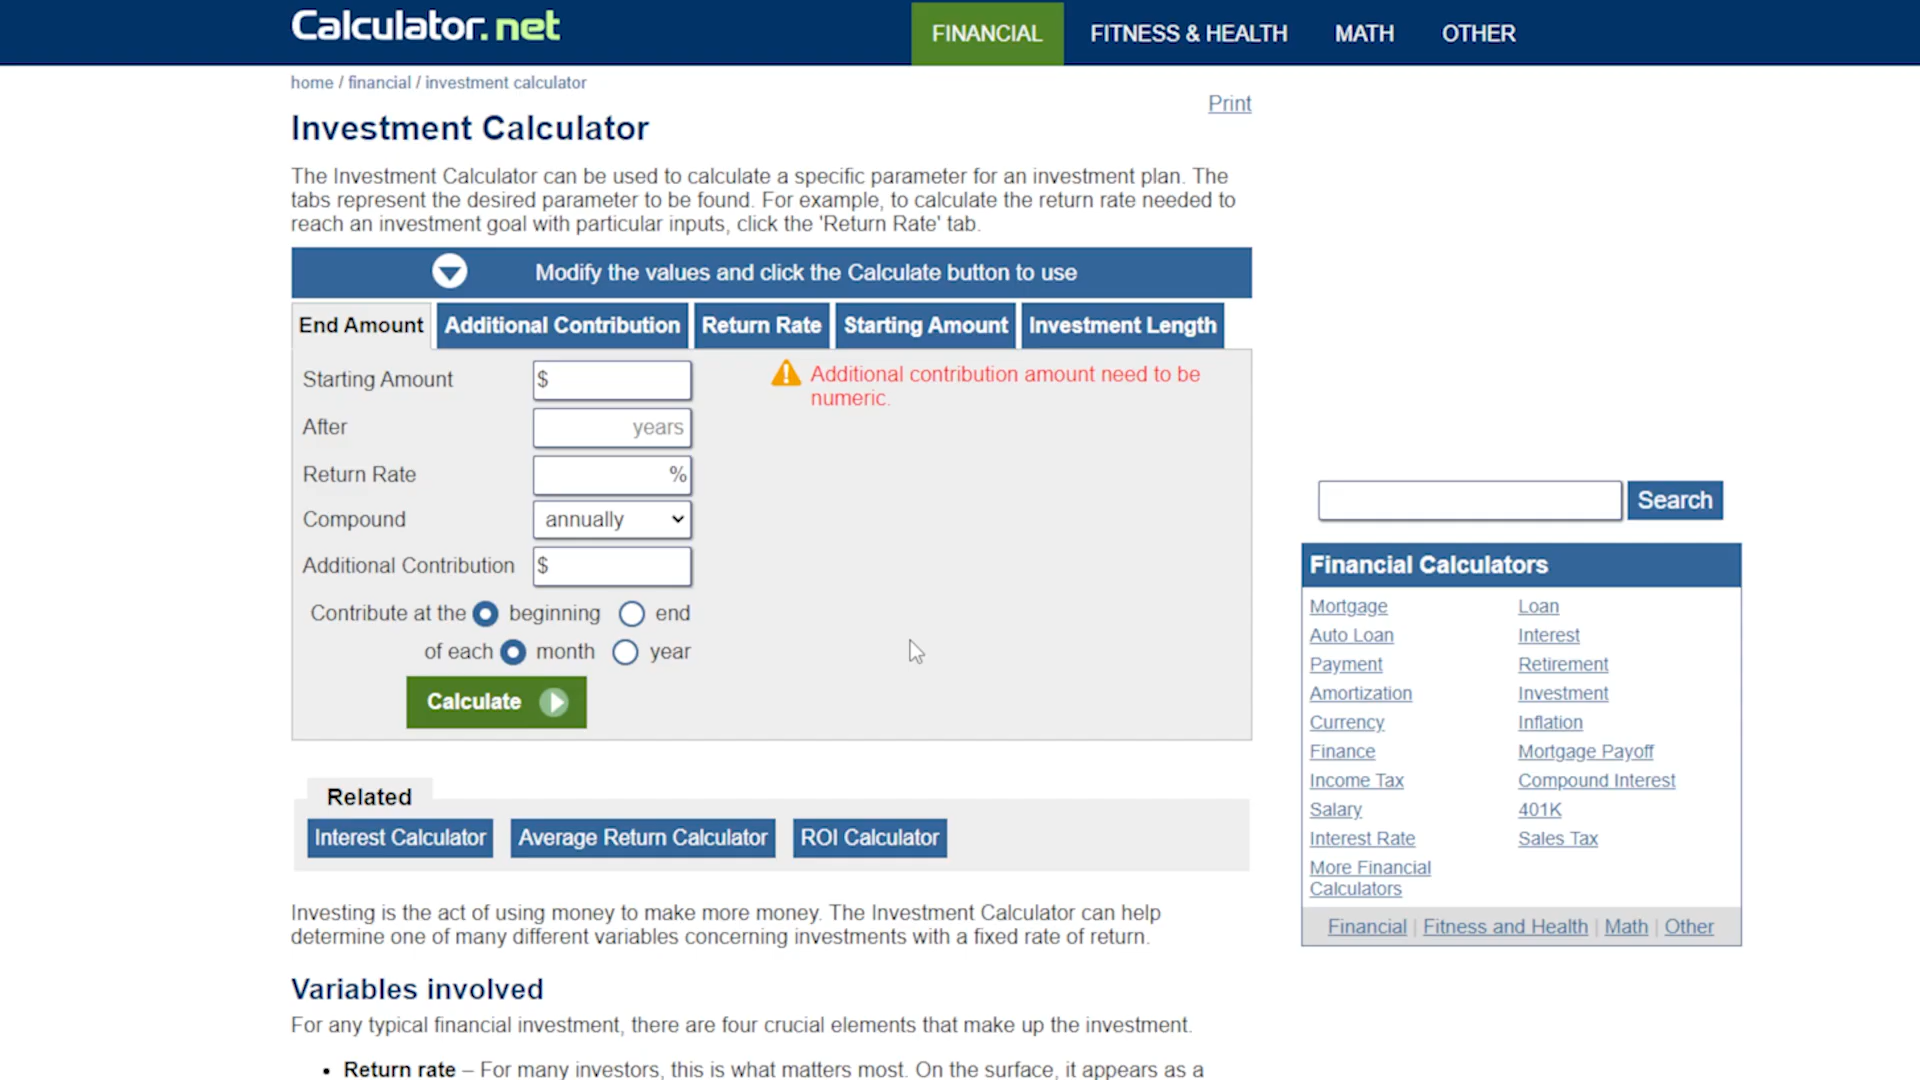 Calculator.net
FINANCIAL
FITNESS & HEALTH
MATH
OTHER
home / financial / investment calculator
Print
Investment Calculator
The Investment Calculator can be used to calculate a specific parameter for an investment plan. The
tabs represent the desired parameter to be found. For example, to calculate the return rate needed to
reach an investment goal with particular inputs, click the 'Return Rate' tab.
Modify the values and click the Calculate button to use
End Amount
Additional Contribution
Return Rate
Starting Amount
Investment Length
Starting Amount $
After years
Return Rate %
Compound annually
Additional Contribution $
Contribute at the beginning end
of each month year
Calculate
Additional contribution amount need to be
numeric.
Related
Interest Calculator
Average Return Calculator
ROI Calculator
Investing is the act of using money to make more money. The Investment Calculator can help
determine one of many different variables concerning investments with a fixed rate of return.
Variables involved
For any typical financial investment, there are four crucial elements that make up the investment.
• Return rate – For many investors, this is what matters most. On the surface, it appears as a
Search
Financial Calculators
Mortgage
Loan
Auto Loan
Interest
Payment
Retirement
Amortization
Investment
Currency
Inflation
Finance
Mortgage Payoff
Income Tax
Compound Interest
Salary
401K
Interest Rate
Sales Tax
More Financial
Calculators
Financial | Fitness and Health | Math | Other